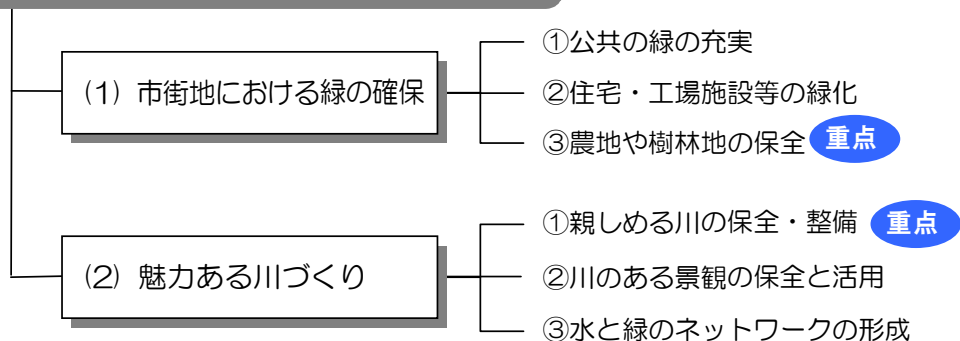 (1) 市街地における緑の確保
①公共の緑の充実
②住宅・工場施設等の緑化
③農地や樹林地の保全 重点
(2) 魅力ある川づくり
①親しめる川の保全・整備 重点
②川のある景観の保全と活用
③水と緑のネットワークの形成